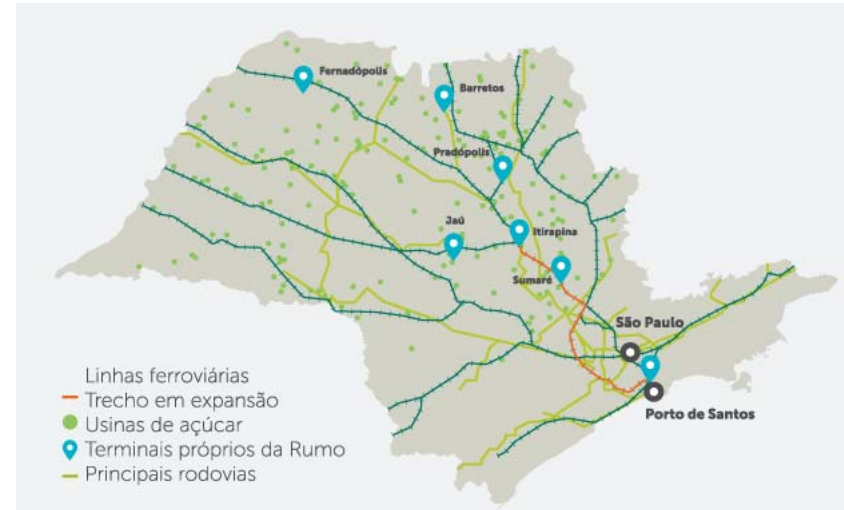 Fernadópolis
Barretos
Pradópolis
Jaú
Itirapina
Sumaré
São Paulo
Porto de Santos
Linhas ferroviárias
Trecho em expansão
Usinas de açúcar
Terminais próprios da Rumo
Principais rodovias